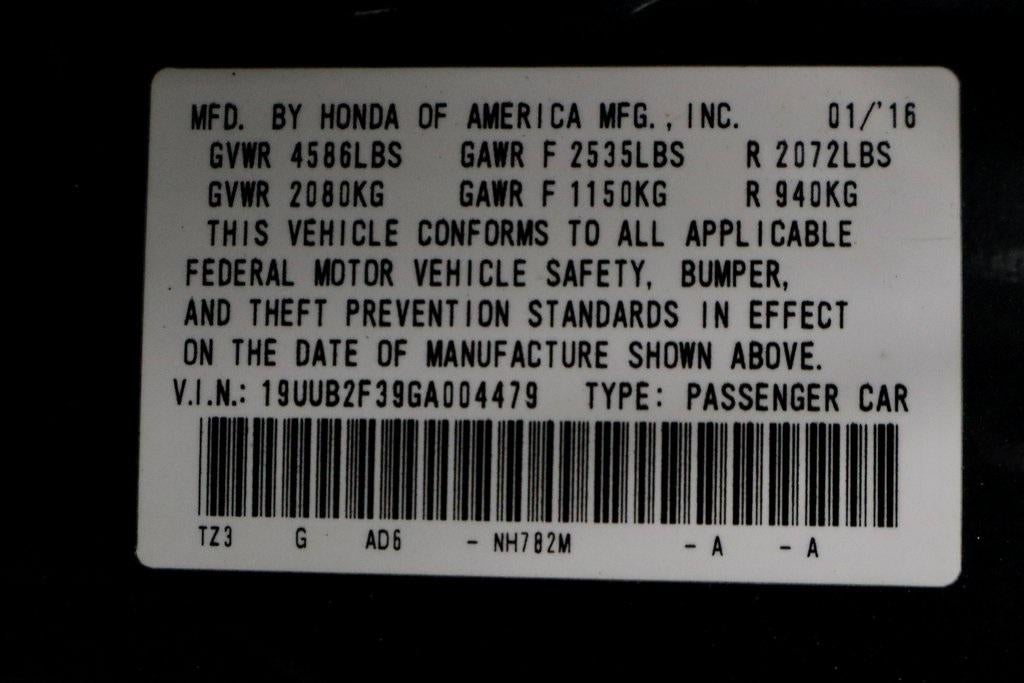 MFD. BY HONDA OF AMERICA MFG., INC. 01/'16
GVWR 4586LBS GAWR F 2535LBS R 2072LBS
GVWR 2080KG GAWR F 1150KG R 940KG
THIS VEHICLE CONFORMS TO ALL APPLICABLE
FEDERAL MOTOR VEHICLE SAFETY, BUMPER,
AND THEFT PREVENTION STANDARDS IN EFFECT
ON THE DATE OF MANUFACTURE SHOWN ABOVE.
V.I.N.: 19UUB2F39GA004479 TYPE: PASSENGER CAR
TZ3 G AD6 - NH782M - A - A